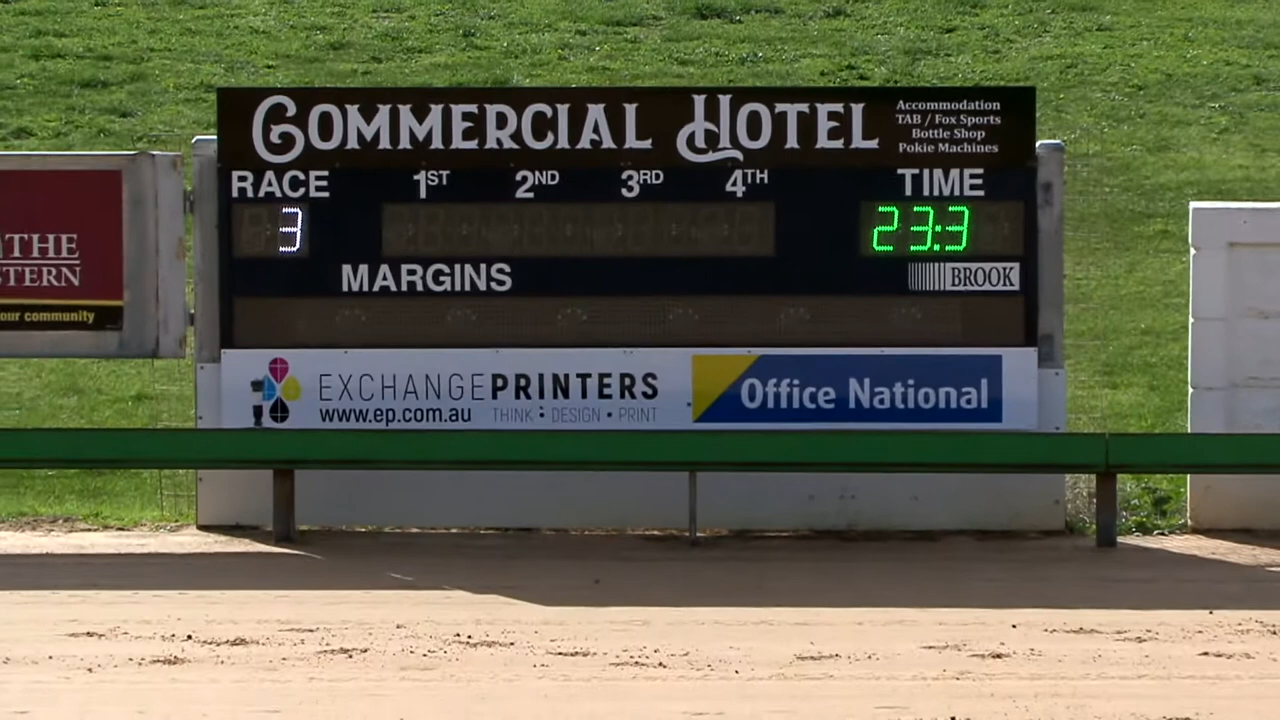 COMMERCIAL HOTEL
Accommodation
TAB / Fox Sports
Bottle Shop
Pokie Machines
RACE 1ST 2ND 3RD 4TH TIME
3 23:3
MARGINS
BROOK
THE
STERN
our community
EXCHANGEPRINTERS
www.ep.com.au THINK : DESIGN • PRINT
Office National